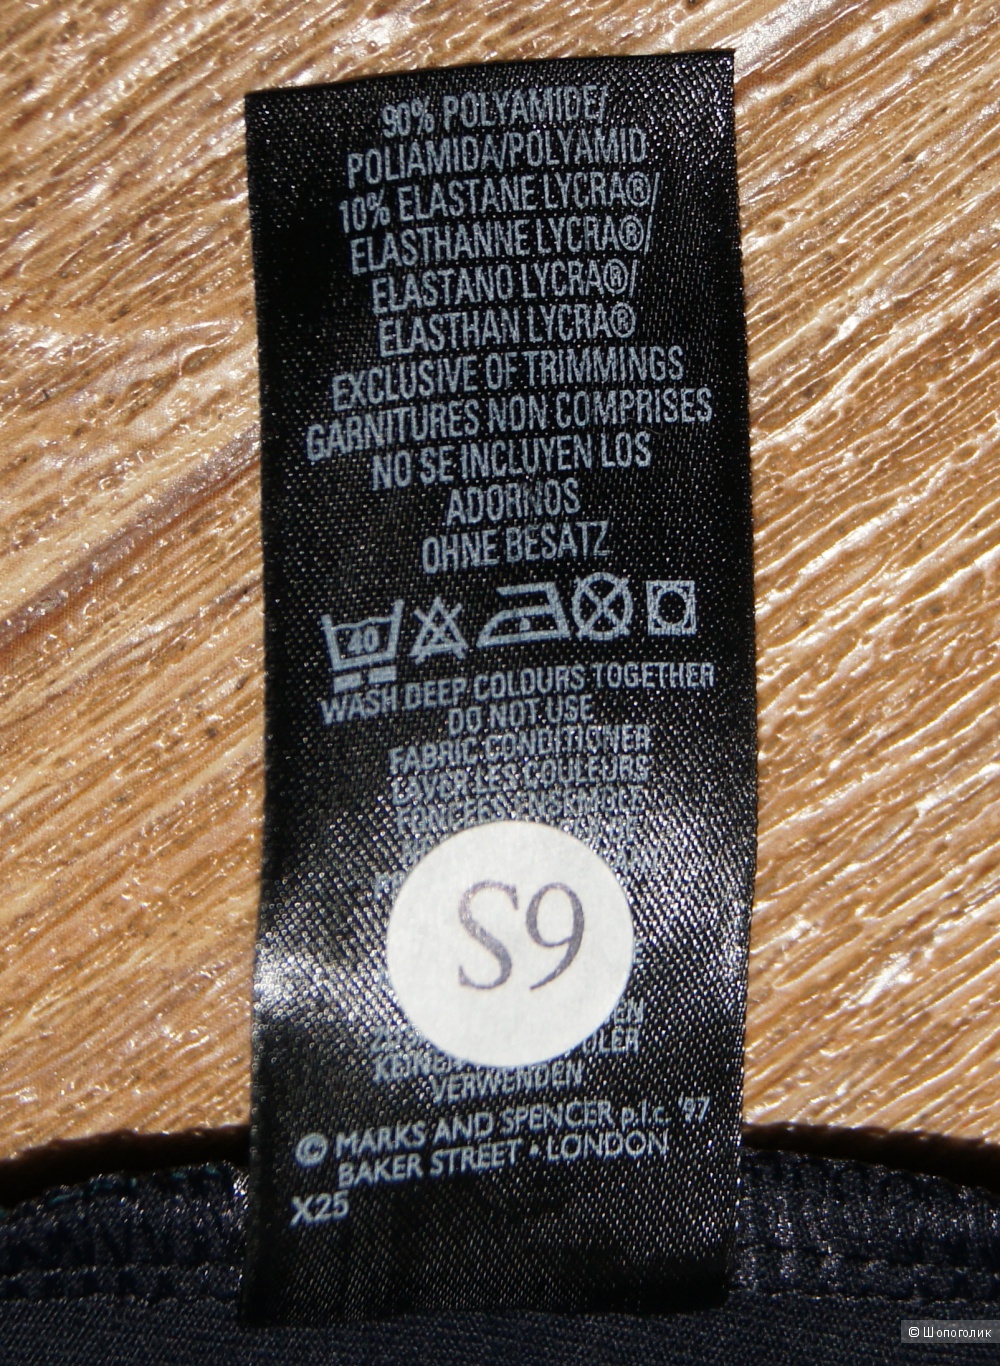 90% POLYAMIDE/
POLIAMIDA/POLYAMID
10% ELASTANE LYCRA®/
ELASTHANNE LYCRA®/
ELASTANO LYCRA®/
ELASTHAN LYCRA®
EXCLUSIVE OF TRIMMINGS
GARNITURES NON COMPRISES
NO SE INCLUYEN LOS
ADORNOS
OHNE BESATZ
40
WASH DEEP COLOURS TOGETHER
DO NOT USE
FABRIC CONDITIONER
LAVER LES COULEURS
FONCEES ENSEMBLES
S9
VERWENDEN
© MARKS AND SPENCER p.l.c. '97
BAKER STREET • LONDON
X25
© Шопоголик